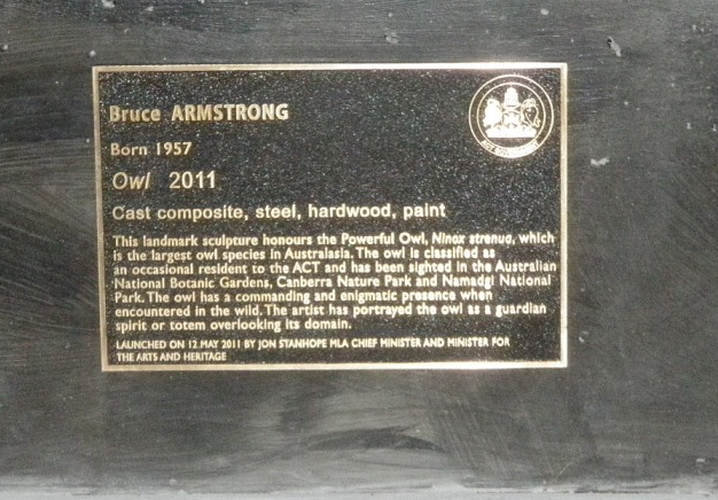 Bruce ARMSTRONG
Born 1957
Owl 2011
Cast composite, steel, hardwood, paint
This landmark sculpture honours the Powerful Owl, Ninox strenua, which
is the largest owl species in Australasia. The owl is classified as
an occasional resident to the ACT and has been sighted in the Australian
National Botanic Gardens, Canberra Nature Park and Namadgi National
Park. The owl has a commanding and enigmatic presence when
encountered in the wild. The artist has portrayed the owl as a guardian
spirit or totem overlooking its domain.
LAUNCHED ON 12 MAY 2011 BY JON STANHOPE MLA CHIEF MINISTER AND MINISTER FOR
THE ARTS AND HERITAGE